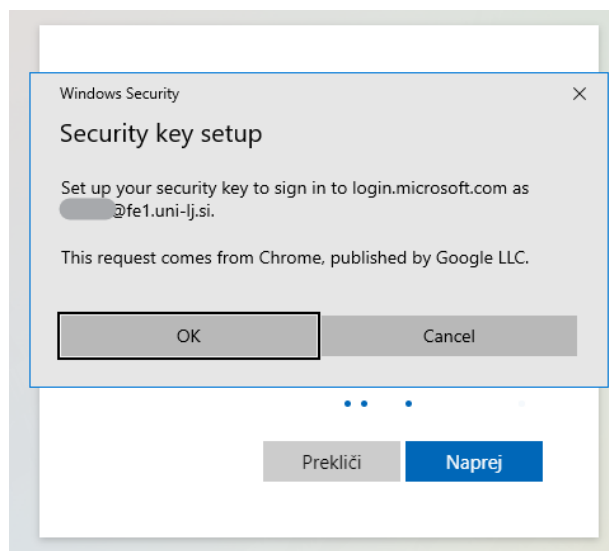 Windows Security
Security key setup
Set up your security key to sign in to login.microsoft.com as
@fe1.uni-lj.si.
This request comes from Chrome, published by Google LLC.
OK
Cancel
Prekliči
Naprej